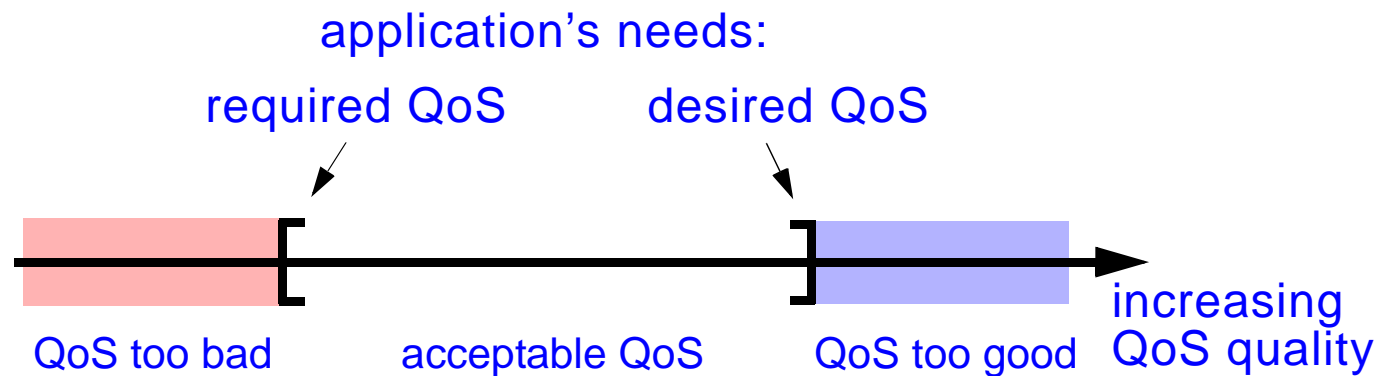 application’s needs:
required QoS
desired QoS
QoS too bad
acceptable QoS
QoS too good
increasing
QoS quality